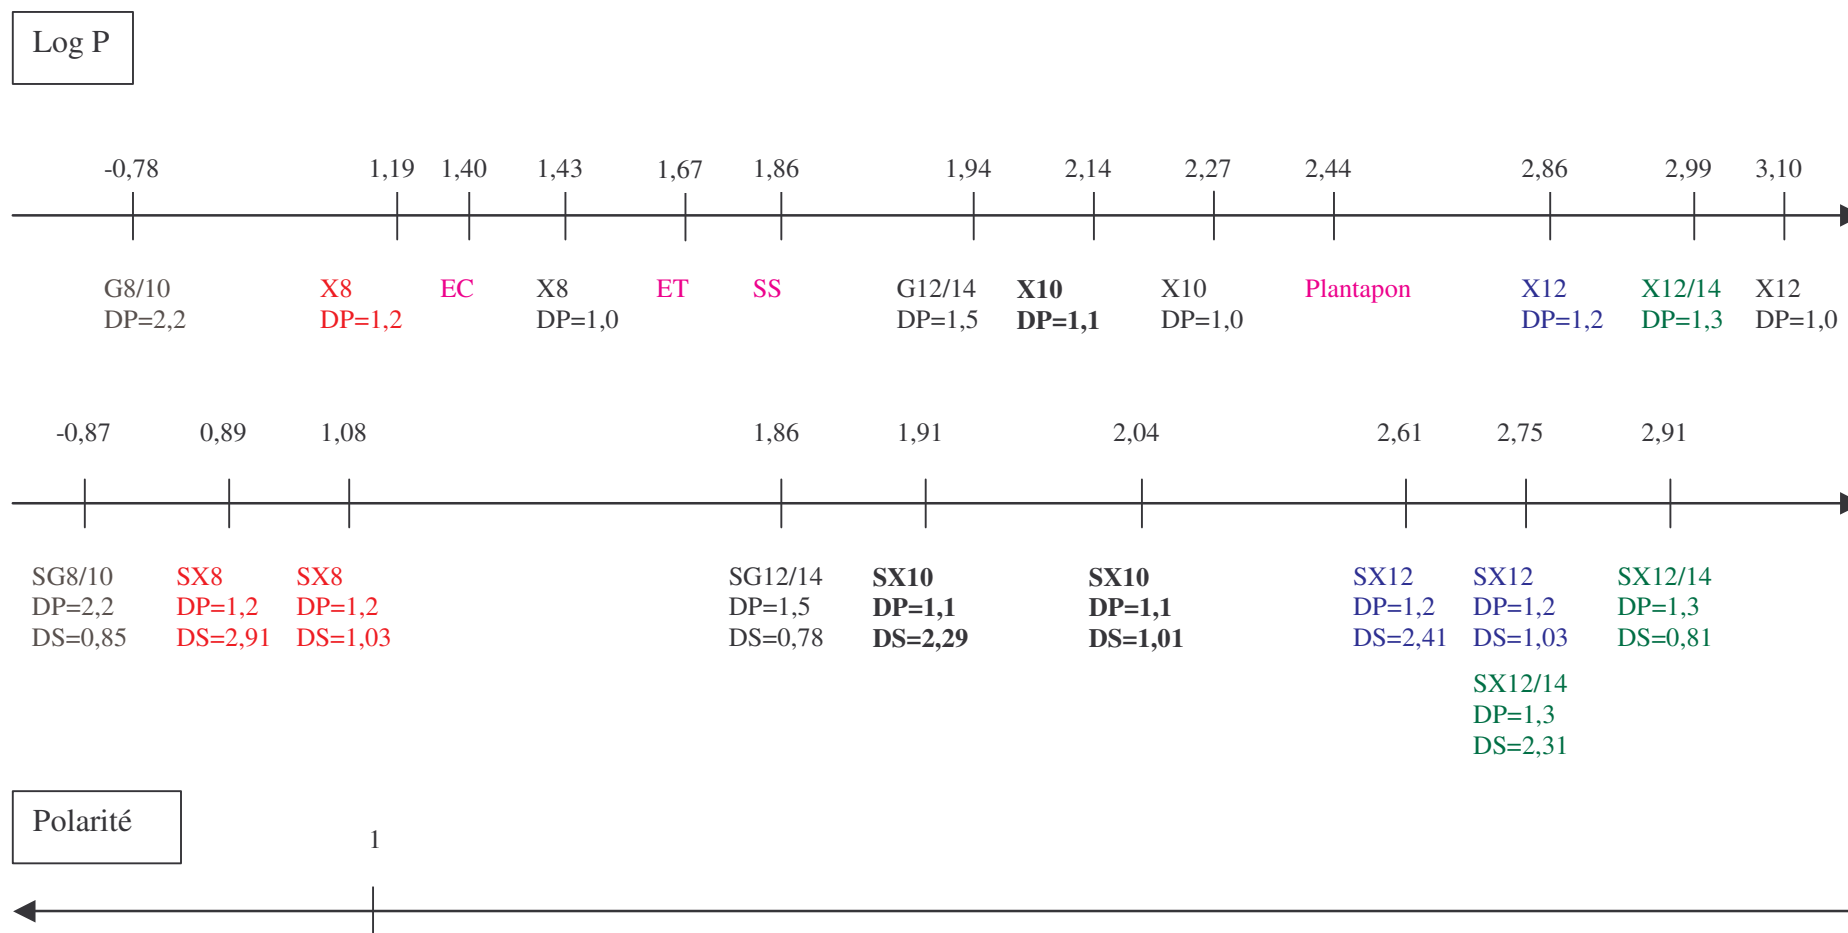 Log P
-0,78 1,19 1,40 1,43 1,67 1,86 1,94 2,14 2,27 2,44 2,86 2,99 3,10
G8/10 X8 EC X8 ET SS G12/14 X10 X10 Plantapon X12 X12/14 X12
DP=2,2 DP=1,2 DP=1,0 DP=1,5 DP=1,1 DP=1,0 DP=1,2 DP=1,3 DP=1,0
-0,87 0,89 1,08 1,86 1,91 2,04 2,61 2,75 2,91
SG8/10 SX8 SX8 SG12/14 SX10 SX10 SX12 SX12 SX12/14
DP=2,2 DP=1,2 DP=1,2 DP=1,5 DP=1,1 DP=1,1 DP=1,2 DP=1,2 DP=1,3
DS=0,85 DS=2,91 DS=1,03 DS=0,78 DS=2,29 DS=1,01 DS=2,41 DS=1,03 DS=0,81
SX12/14
DP=1,3
DS=2,31
Polarité
1